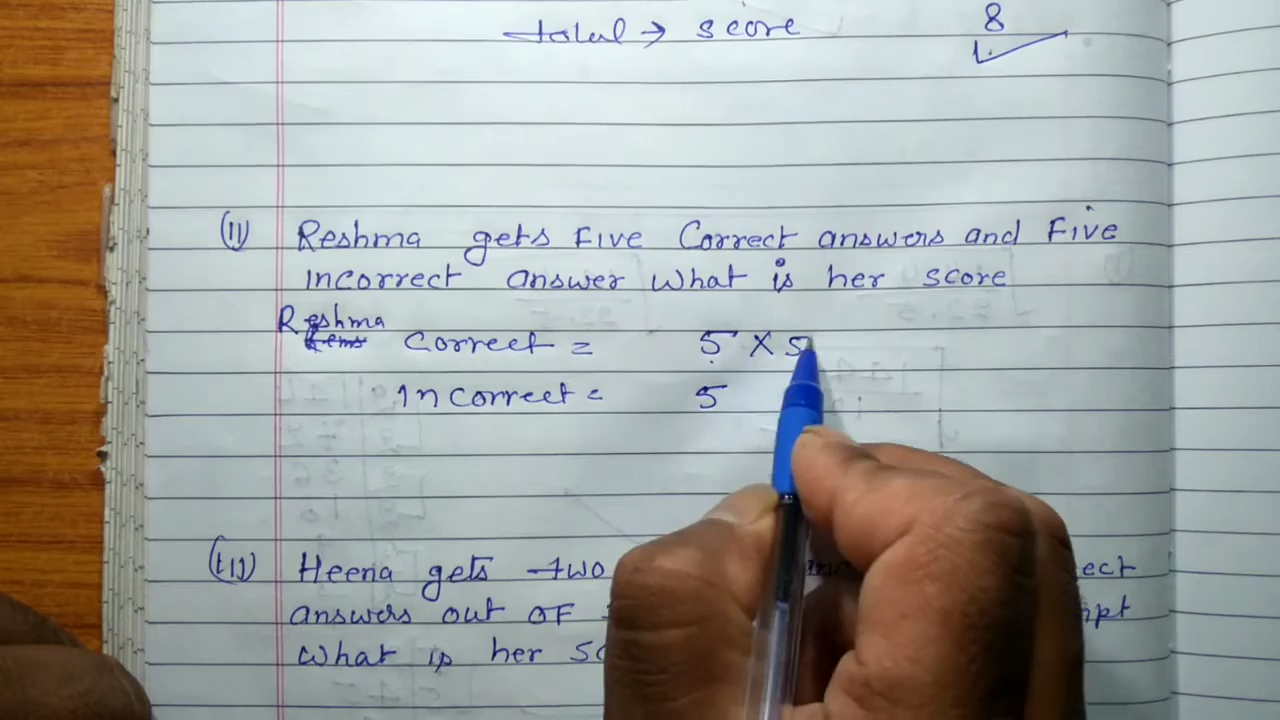 total → score 8
(ii) Reshma gets Five Correct answers and Five
incorrect answer what is her score
Reshma
Correct = 5 × 5
Incorrect = 5
(iii) Heena gets two
answers out of
what is her